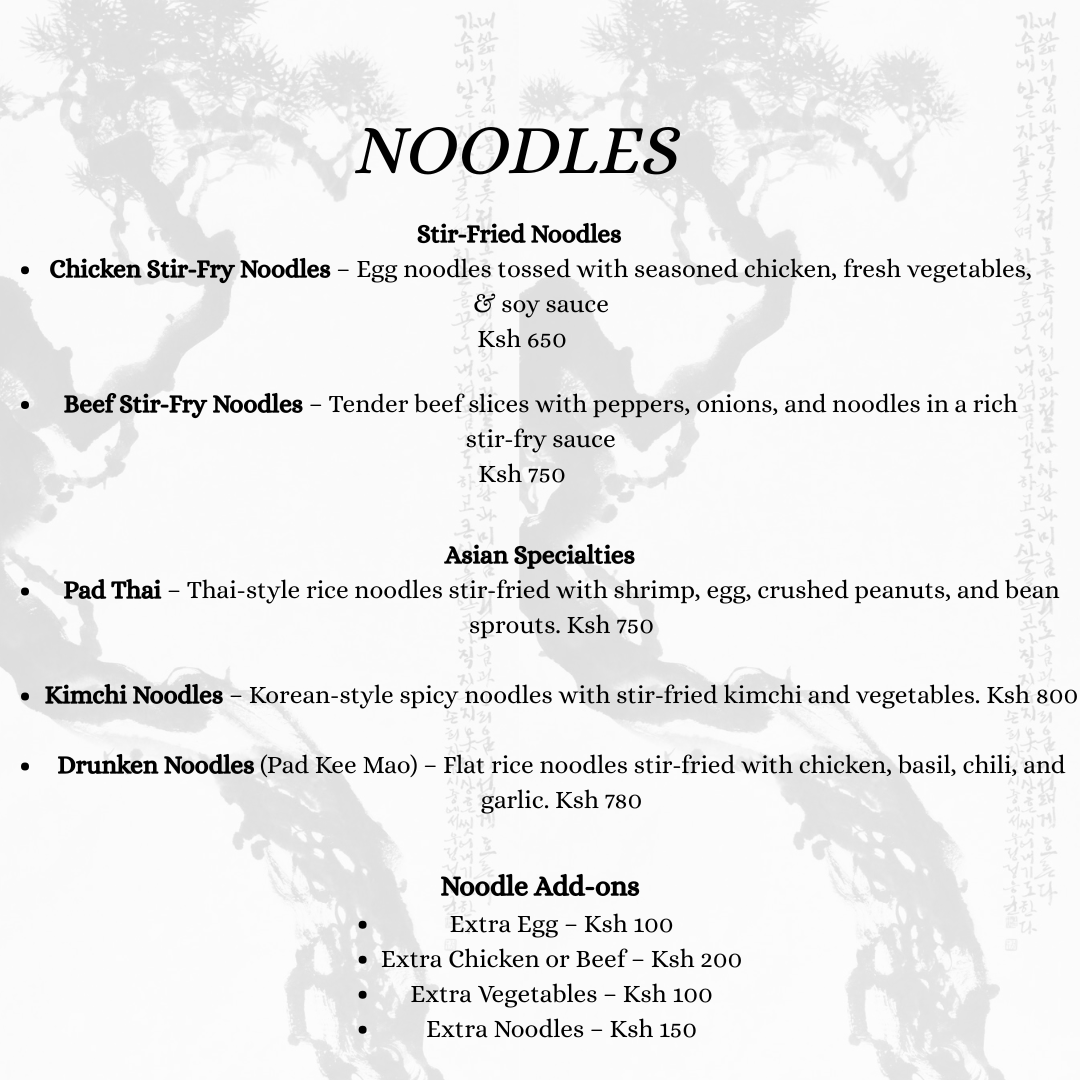 NOODLES
Stir-Fried Noodles
• Chicken Stir-Fry Noodles – Egg noodles tossed with seasoned chicken, fresh vegetables,
& soy sauce
Ksh 650
• Beef Stir-Fry Noodles – Tender beef slices with peppers, onions, and noodles in a rich
stir-fry sauce
Ksh 750
Asian Specialties
• Pad Thai – Thai-style rice noodles stir-fried with shrimp, egg, crushed peanuts, and bean
sprouts. Ksh 750
• Kimchi Noodles – Korean-style spicy noodles with stir-fried kimchi and vegetables. Ksh 800
• Drunken Noodles (Pad Kee Mao) – Flat rice noodles stir-fried with chicken, basil, chili, and
garlic. Ksh 780
Noodle Add-ons
• Extra Egg – Ksh 100
• Extra Chicken or Beef – Ksh 200
• Extra Vegetables – Ksh 100
• Extra Noodles – Ksh 150